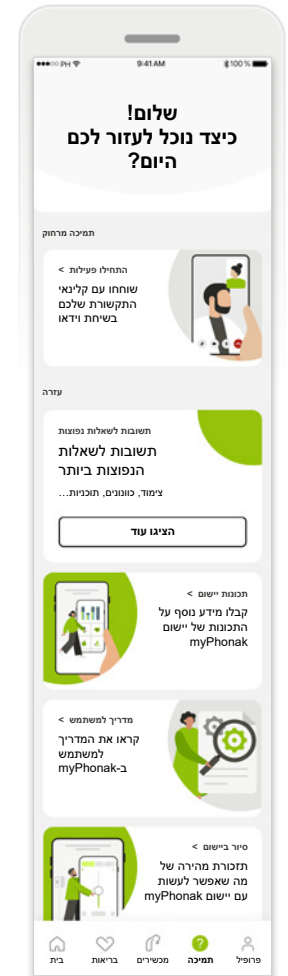 PH
9:41 AM
100 %
שלום!
כיצד נוכל לעזור לכם
היום?
תמיכה מרחוק
התחילו פעילות >
שוחחו עם קלינאי
התקשורת שלכם
בשיחת וידאו
עזרה
תשובות לשאלות נפוצות
תשובות לשאלות
הנפוצות ביותר
צימוד, כוונונים, תוכניות…
הציגו עוד
תכונות יישום >
קבלו מידע נוסף על
התכונות של יישום
myPhonak
מדריך למשתמש >
קראו את המדריך
למשתמש
ב-myPhonak
סיור ביישום >
תזכורת מהירה של
מה שאפשר לעשות
עם יישום myPhonak
פרופיל
תמיכה
מכשירים
בריאות
בית